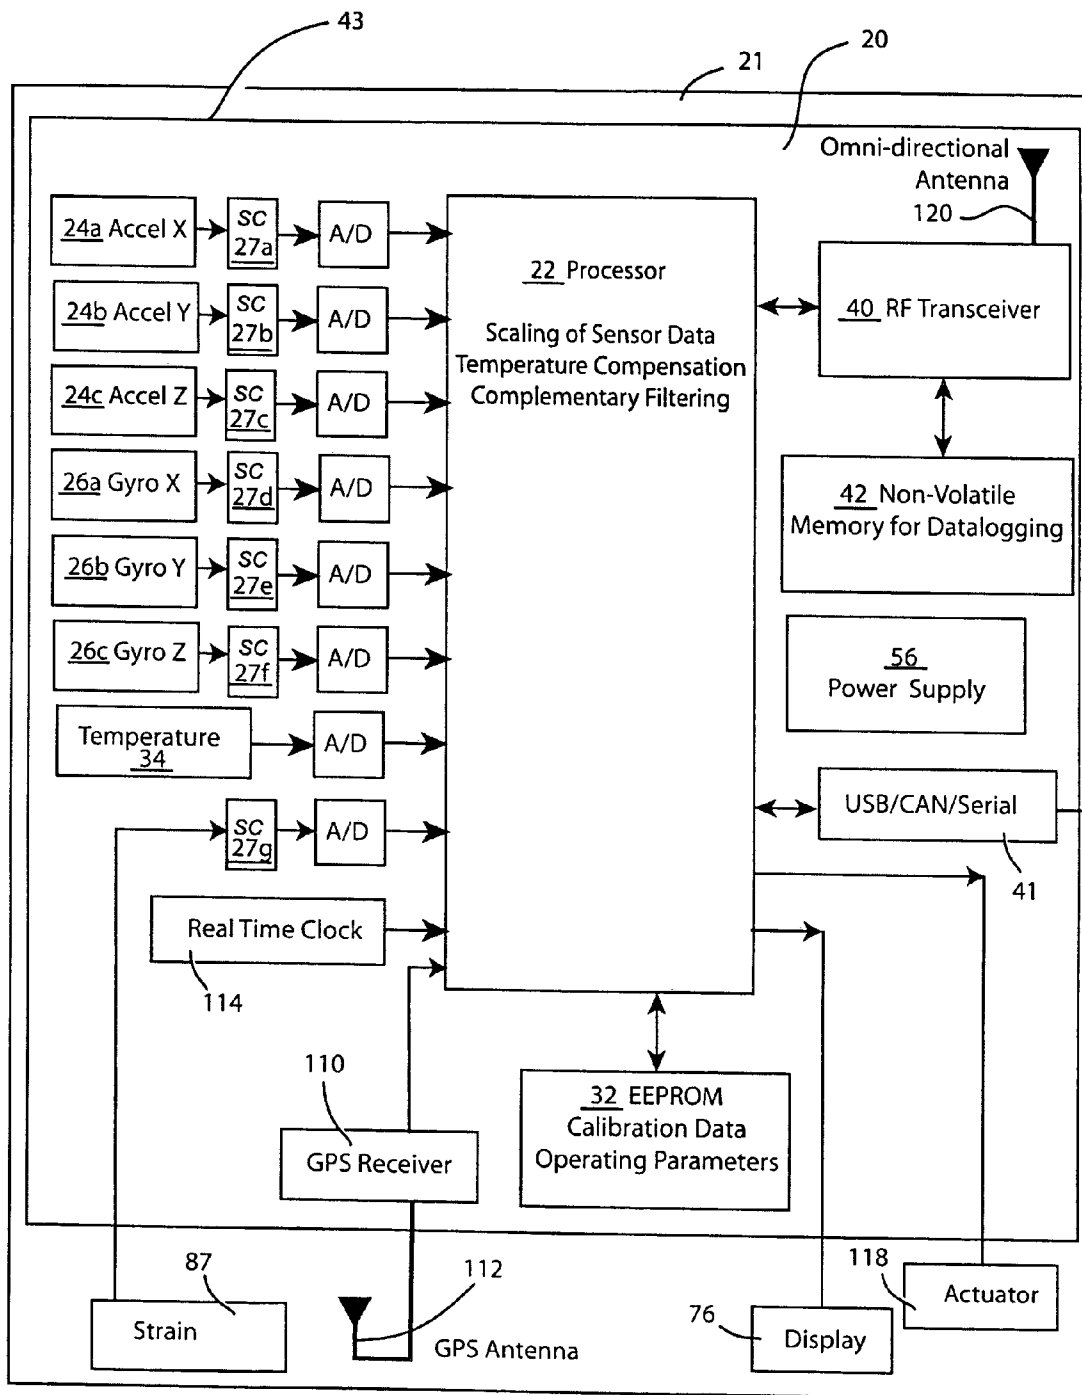 43
20
21
Omni-directional
Antenna
120
24a Accel X
SC
27a
A/D
24b Accel Y
SC
27b
A/D
24c Accel Z
SC
27c
A/D
26a Gyro X
SC
27d
A/D
26b Gyro Y
SC
27e
A/D
26c Gyro Z
SC
27f
A/D
Temperature
34
A/D
SC
27g
A/D
Real Time Clock
114
22 Processor
Scaling of Sensor Data
Temperature Compensation
Complementary Filtering
40 RF Transceiver
42 Non-Volatile
Memory for Datalogging
56
Power Supply
USB/CAN/Serial
41
110
GPS Receiver
32 EEPROM
Calibration Data
Operating Parameters
87
Strain
112
GPS Antenna
76
Display
118
Actuator